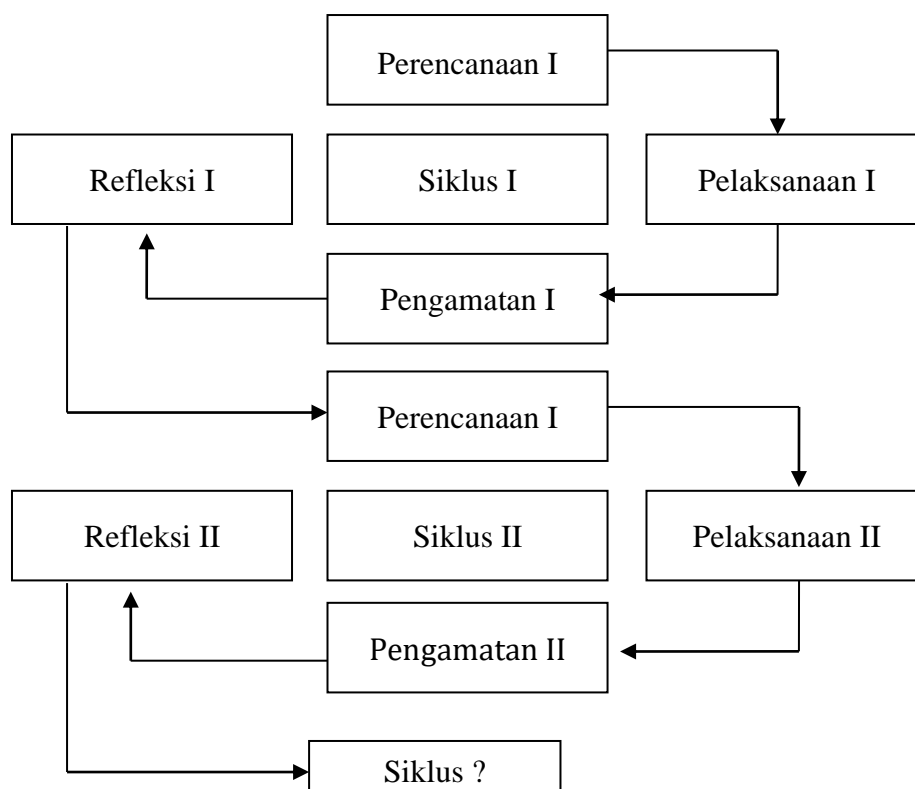 Perencanaan I
Refleksi I
Siklus I
Pelaksanaan I
Pengamatan I
Perencanaan I
Refleksi II
Siklus II
Pelaksanaan II
Pengamatan II
Siklus ?